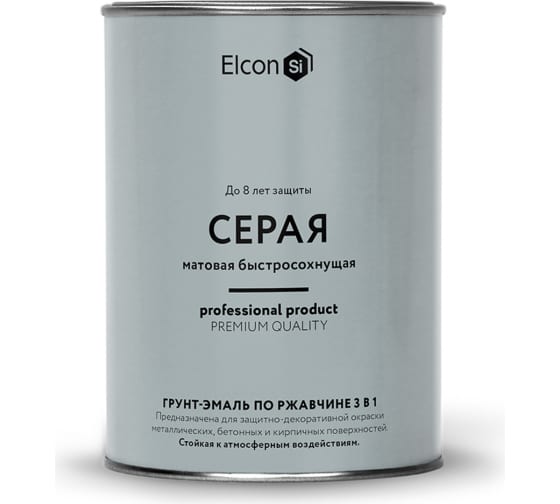 Elcon Si
До 8 лет защиты
СЕРАЯ
матовая быстросохнущая
professional product
PREMIUM QUALITY
ГРУНТ-ЭМАЛЬ ПО РЖАВЧИНЕ 3 В 1
Предназначена для защитно-декоративной окраски
металлических, бетонных и кирпичных поверхностей.
Стойкая к атмосферным воздействиям.